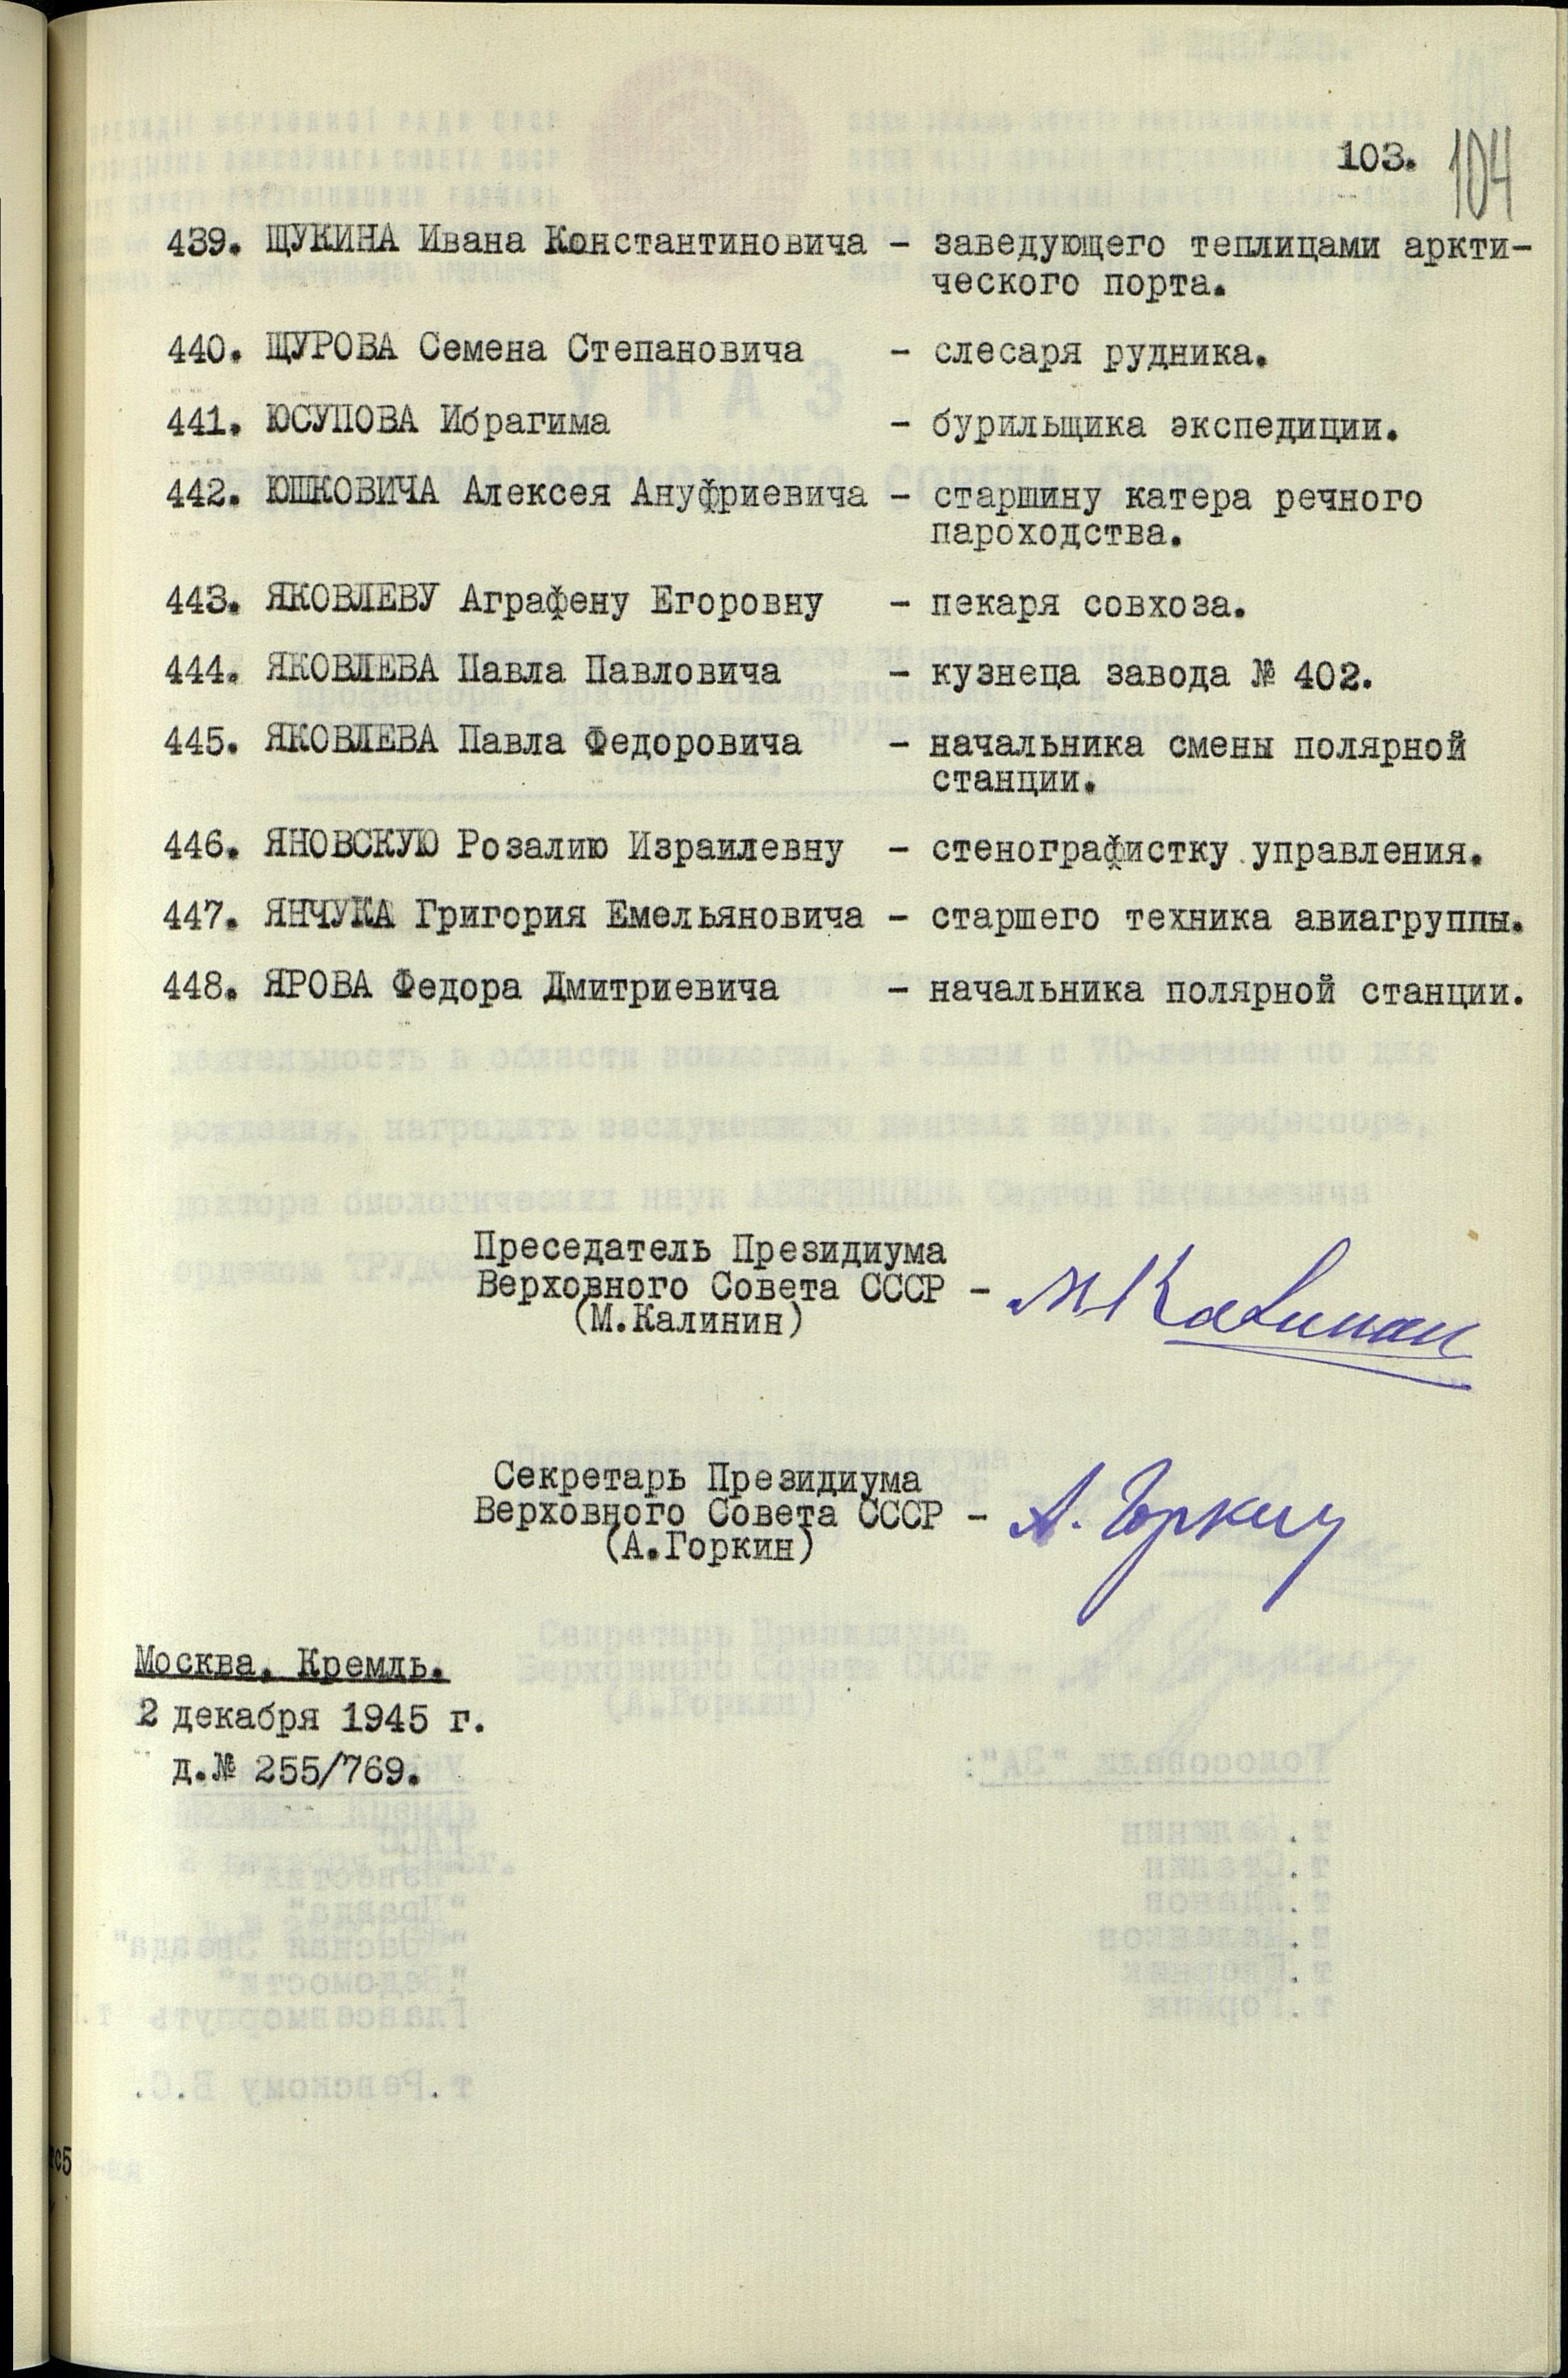 103. 104
439. ЩУКИНА Ивана Константиновича - заведующего теплицами аркти-
ческого порта.
440. ЩУРОВА Семена Степановича - слесаря рудника.
441. ЮСУПОВА Ибрагима - бурильщика экспедиции.
442. ЮШКОВИЧА Алексея Ануфриевича - старшину катера речного
пароходства.
443. ЯКОВЛЕВУ Аграфену Егоровну - пекаря совхоза.
444. ЯКОВЛЕВА Павла Павловича - кузнеца завода № 402.
445. ЯКОВЛЕВА Павла Федоровича - начальника смены полярной
станции.
446. ЯНОВСКУЮ Розалию Израилевну - стенографистку управления.
447. ЯНЧУКА Григория Емельяновича - старшего техника авиагруппы.
448. ЯРОВА Федора Дмитриевича - начальника полярной станции.
Преседатель Президиума
Верховного Совета СССР - М Калинин
(М.Калинин)
Секретарь Президиума
Верховного Совета СССР - А. Горкин
(А.Горкин)
Москва, Кремль.
2 декабря 1945 г.
д.№ 255/769.